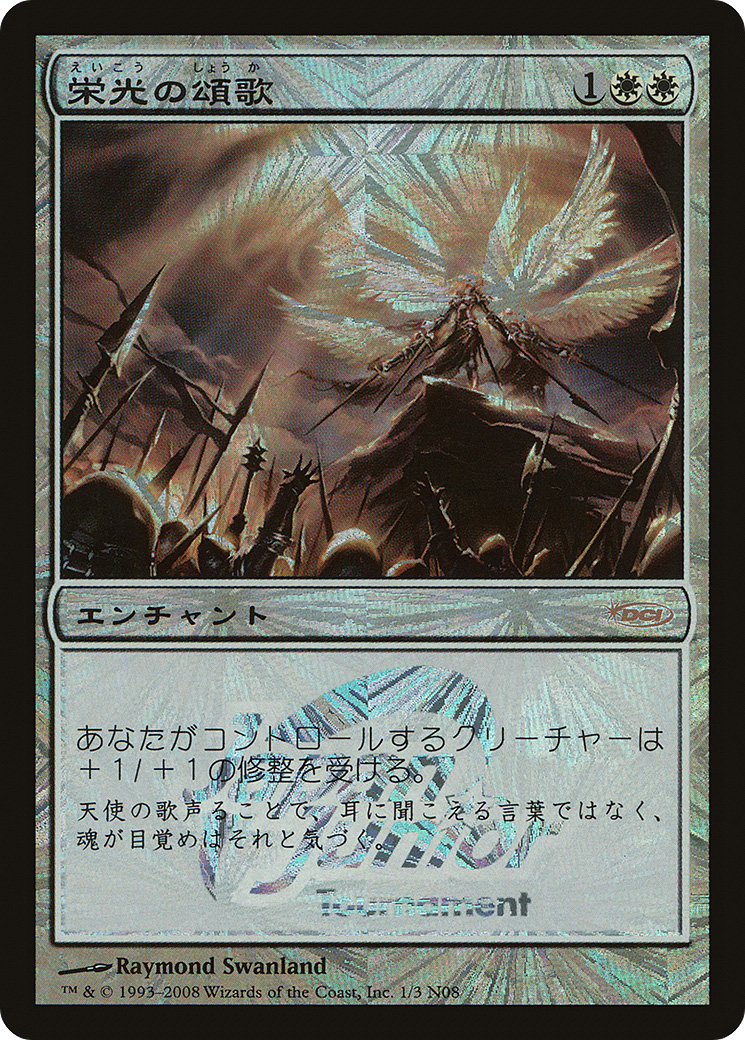 えいこう しょうか
栄光の頌歌 1
エンチャント
DCI
あなたがコントロールするクリーチャーは
+1/+1の修整を受ける。
天使の歌声ることで、耳に聞こえる言葉ではなく、
魂が目覚めはそれと気づく。
Junior
Tournament
Raymond Swanland
™ & © 1993–2008 Wizards of the Coast, Inc. 1/3 N08